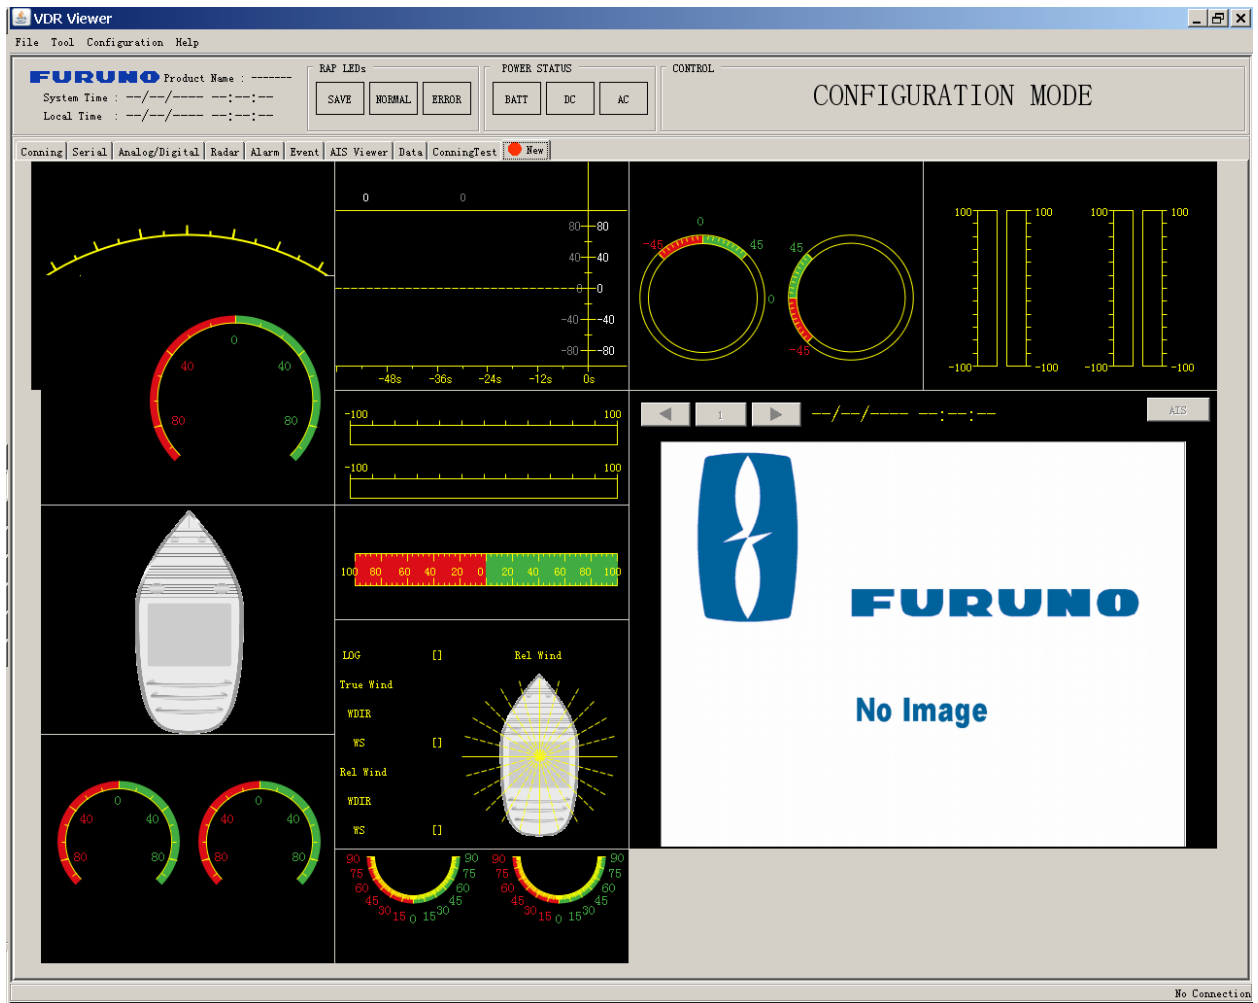 VDR Viewer
File Tool Configuration Help
FURUNO Product Name : -------
System Time : --/--/---- --:--:--
Local Time : --/--/---- --:--:--
RAP LEDs
SAVE NORMAL ERROR
POWER STATUS
BATT DC AC
CONTROL
CONFIGURATION MODE
Conning Serial Analog/Digital Radar Alarm Event AIS Viewer Data ConningTest New
0 0
80 80
40 40
0 0
-40 -40
-80 -80
-48s -36s -24s -12s 0s
-45 0 45
45 0 -45
100 100 100 100
-100 -100 -100 -100
0
40 40
80 80
-100 100
-100 100
1 --/--/---- --:--:-- AIS
FURUNO
No Image
100 80 60 40 20 0 20 40 60 80 100
LOG [] Rel Wind
True Wind
WDIR
WS []
Rel Wind
WDIR
WS []
0 0
40 40 40 40
80 80 80 80
90 90 90 90
75 75 75 75
60 60 60 60
45 45 45 45
30 30 30 30
15 0 15 15 0 15
No Connection